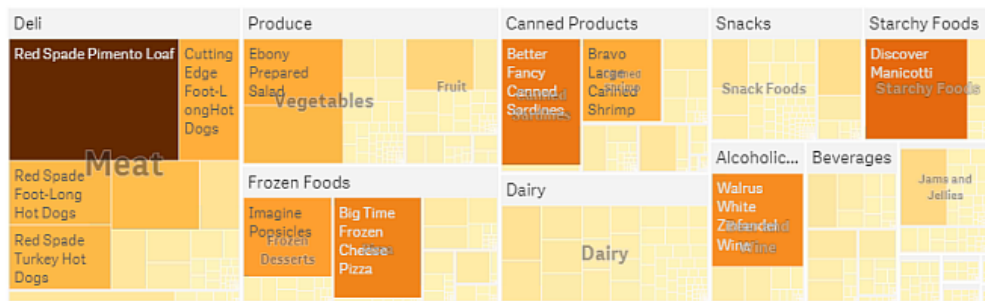 Deli
Red Spade Pimento Loaf
Cutting
Edge
Foot-L
ongHot
Dogs
Meat
Red Spade
Foot-Long
Hot Dogs
Red Spade
Turkey Hot
Dogs
Produce
Ebony
Prepared
Salad
Vegetables
Fruit
Frozen Foods
Imagine
Popsicles
Frozen
Desserts
Big Time
Frozen
Cheese
Pizza
Canned Products
Better
Fancy
Canned
Sardines
Bravo
Large
Canned
Shrimp
Canned
Shrimp
Dairy
Dairy
Snacks
Snack Foods
Starchy Foods
Discover
Manicotti
Starchy Foods
Alcoholic...
Walrus
White
Zinfandel
Wine
Wine
Beverages
Jams and
Jellies